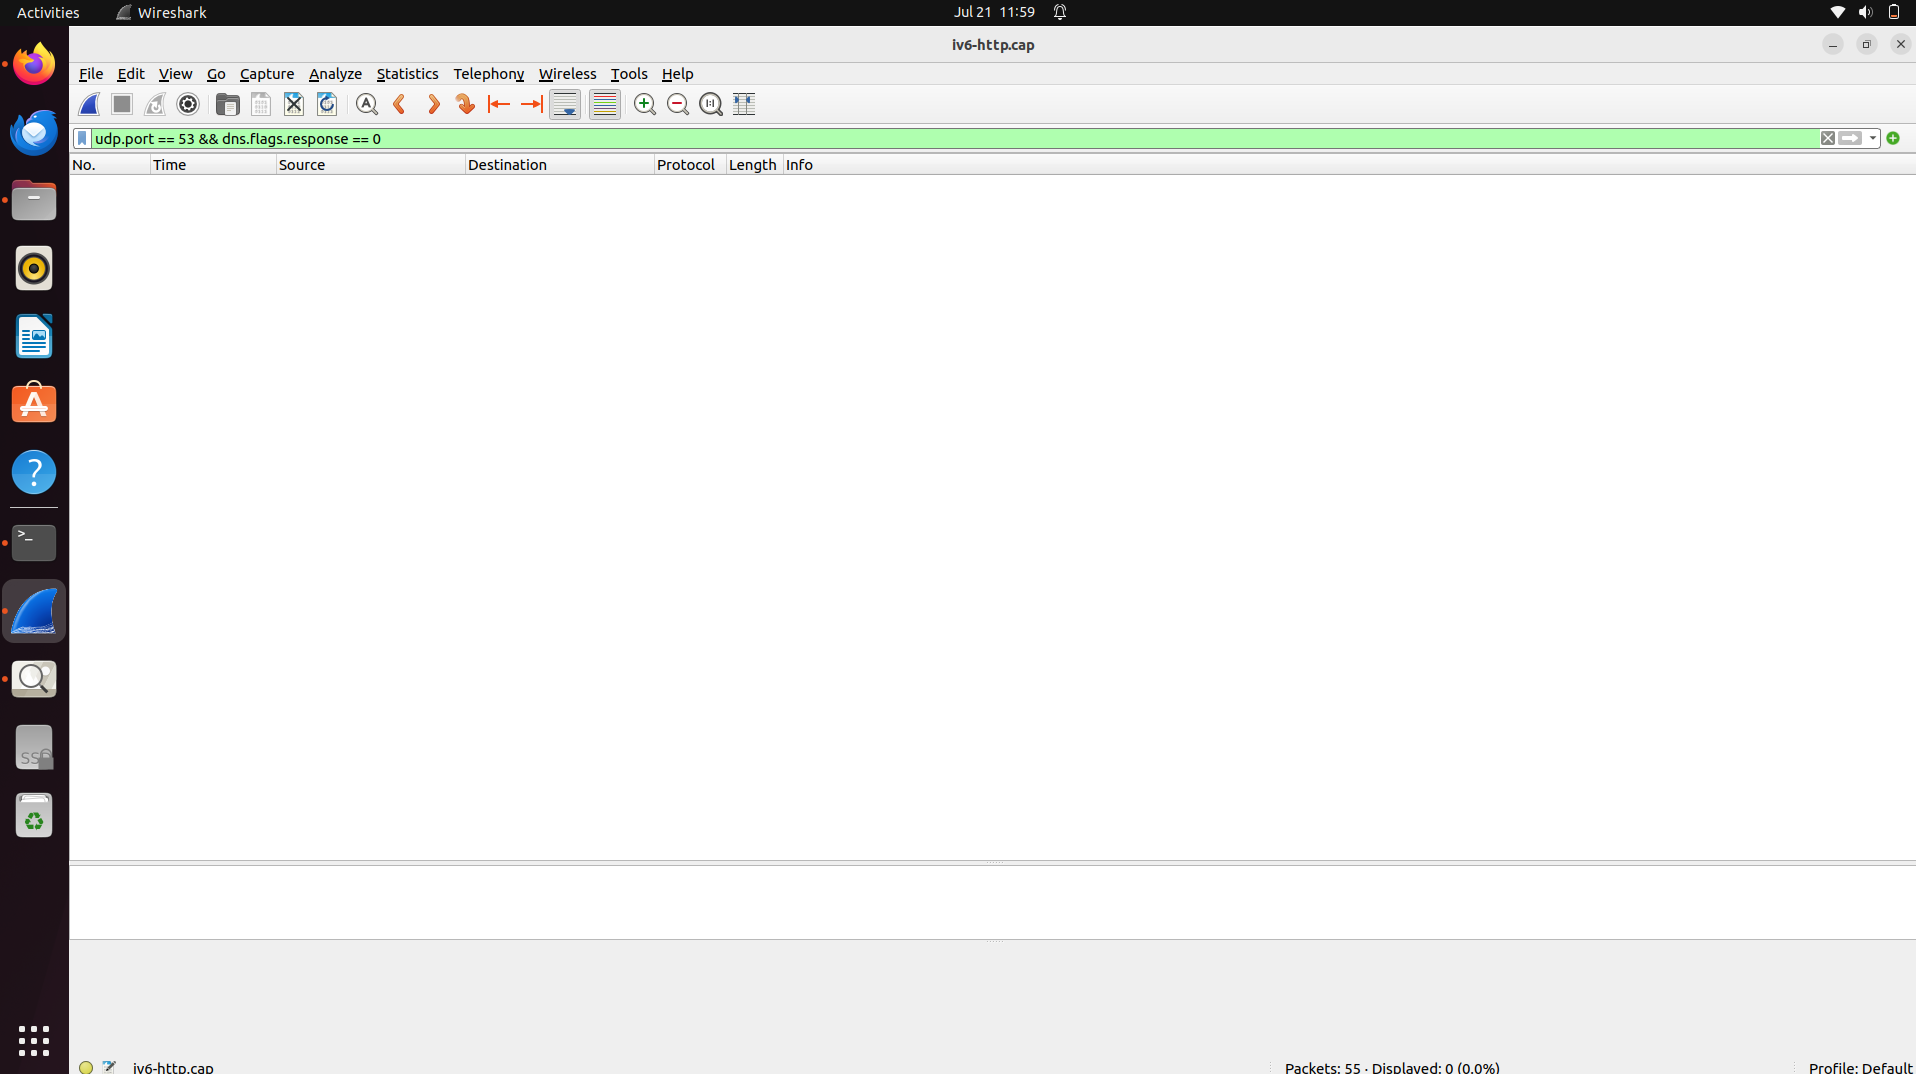 Activities
Wireshark
Jul 21 11:59
iv6-http.cap
File Edit View Go Capture Analyze Statistics Telephony Wireless Tools Help
udp.port == 53 && dns.flags.response == 0
No. Time Source Destination Protocol Length Info
iv6-http.cap
Packets: 55 · Displayed: 0 (0.0%)
Profile: Default